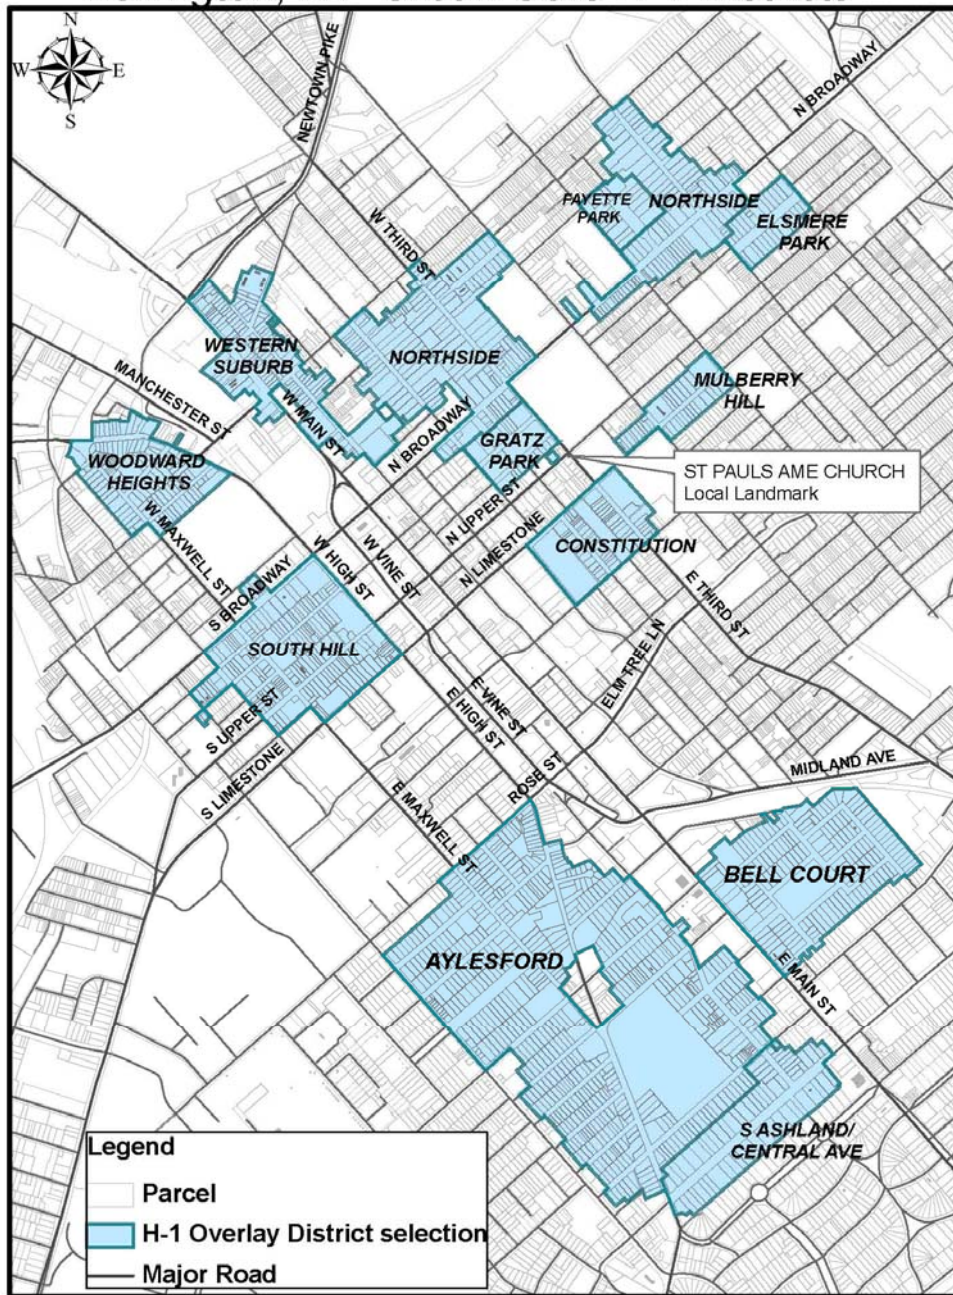 N
W E
S
NEWTOWN PIKE
N BROADWAY
W THIRD ST
FAYETTE
PARK
NORTHSIDE
ELSMERE
PARK
WESTERN
SUBURB
NORTHSIDE
MANCHESTER ST
W MAIN ST
N BROADWAY
MULBERRY
HILL
WOODWARD
HEIGHTS
GRATZ
PARK
ST PAULS AME CHURCH
Local Landmark
W MAXWELL ST
N UPPER ST
N LIMESTONE
CONSTITUTION
S BROADWAY
W HIGH ST
W VINE ST
E THIRD ST
SOUTH HILL
ELM TREE LN
S UPPER ST
E VINE ST
E HIGH ST
S LIMESTONE
ROSE ST
MIDLAND AVE
E MAXWELL ST
BELL COURT
AYLESFORD
E MAIN ST
S ASHLAND/
CENTRAL AVE
Legend
Parcel
H-1 Overlay District selection
Major Road